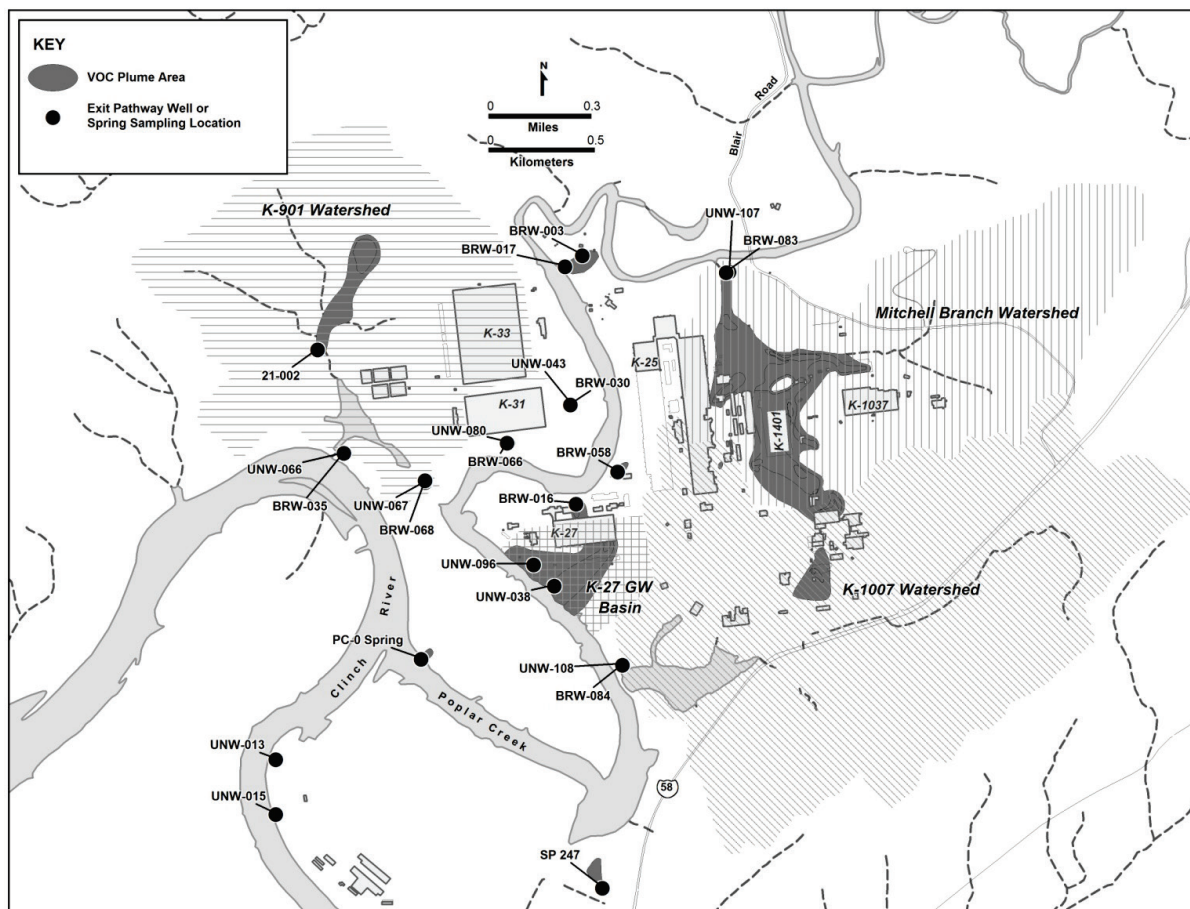 KEY
VOC Plume Area
Exit Pathway Well or
Spring Sampling Location
N
0 0.3
Miles
0 0.5
Kilometers
Blair Road
K-901 Watershed
BRW-003
BRW-017
UNW-107
BRW-083
Mitchell Branch Watershed
K-33
K-25
21-002
UNW-043
BRW-030
K-31
K-1037
K-1401
UNW-080
BRW-066
BRW-058
UNW-066
BRW-035
UNW-067
BRW-068
BRW-016
K-27
UNW-096
UNW-038
K-27 GW
Basin
K-1007 Watershed
Clinch River
PC-0 Spring
Poplar Creek
UNW-108
BRW-084
UNW-013
UNW-015
58
SP 247